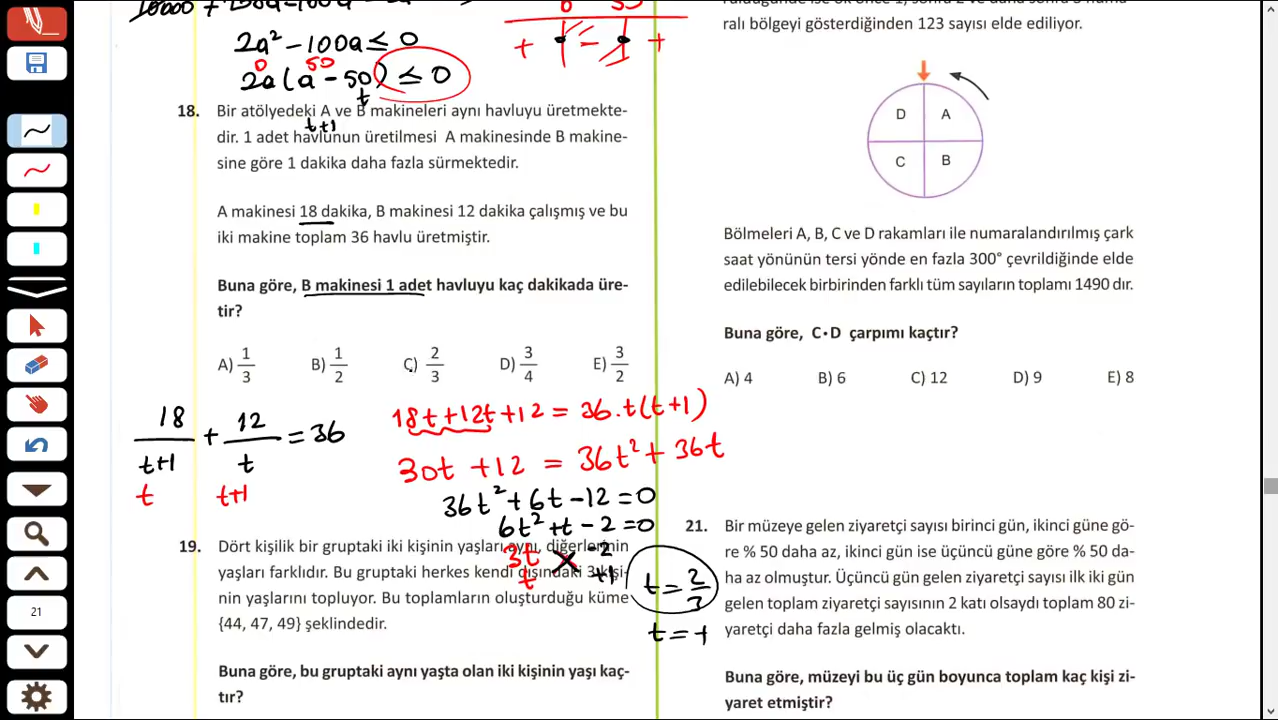 2a² - 100a ≤ 0
0 50
2a (a - 50) ≤ 0
+ - +
t
18. Bir atölyedeki A ve B makineleri aynı havluyu üretmekte-
t+1
dir. 1 adet havlunun üretilmesi A makinesinde B makine-
sine göre 1 dakika daha fazla sürmektedir.
A makinesi 18 dakika, B makinesi 12 dakika çalışmış ve bu
iki makine toplam 36 havlu üretmiştir.
Buna göre, B makinesi 1 adet havluyu kaç dakikada üre-
tir?
A) 1/3 B) 1/2 C) 2/3 D) 3/4 E) 3/2
18/t+1 + 12/t = 36
t t+1
18t+12t+12 = 36.t(t+1)
30t +12 = 36t² + 36t
36t² + 6t - 12 = 0
6t² + t - 2 = 0
3t -2
t +1
t = 2/3
t = +
19. Dört kişilik bir gruptaki iki kişinin yaşları aynı, diğerlerinin
yaşları farklıdır. Bu gruptaki herkes kendi dışındaki 3 kişi-
nin yaşlarını topluyor. Bu toplamların oluşturduğu küme
{44, 47, 49} şeklindedir.
Buna göre, bu gruptaki aynı yaşta olan iki kişinin yaşı kaç-
tır?
21
ralı bölgeyi gösterdiğinden 123 sayısı elde ediliyor.
D A
C B
Bölmeleri A, B, C ve D rakamları ile numaralandırılmış çark
saat yönünün tersi yönde en fazla 300° çevrildiğinde elde
edilebilecek birbirinden farklı tüm sayıların toplamı 1490 dır.
Buna göre, C•D çarpımı kaçtır?
A) 4 B) 6 C) 12 D) 9 E) 8
21. Bir müzeye gelen ziyaretçi sayısı birinci gün, ikinci güne gö-
re % 50 daha az, ikinci gün ise üçüncü güne göre % 50 da-
ha az olmuştur. Üçüncü gün gelen ziyaretçi sayısı ilk iki gün
gelen toplam ziyaretçi sayısının 2 katı olsaydı toplam 80 zi-
yaretçi daha fazla gelmiş olacaktı.
Buna göre, müzeyi bu üç gün boyunca toplam kaç kişi zi-
yaret etmiştir?